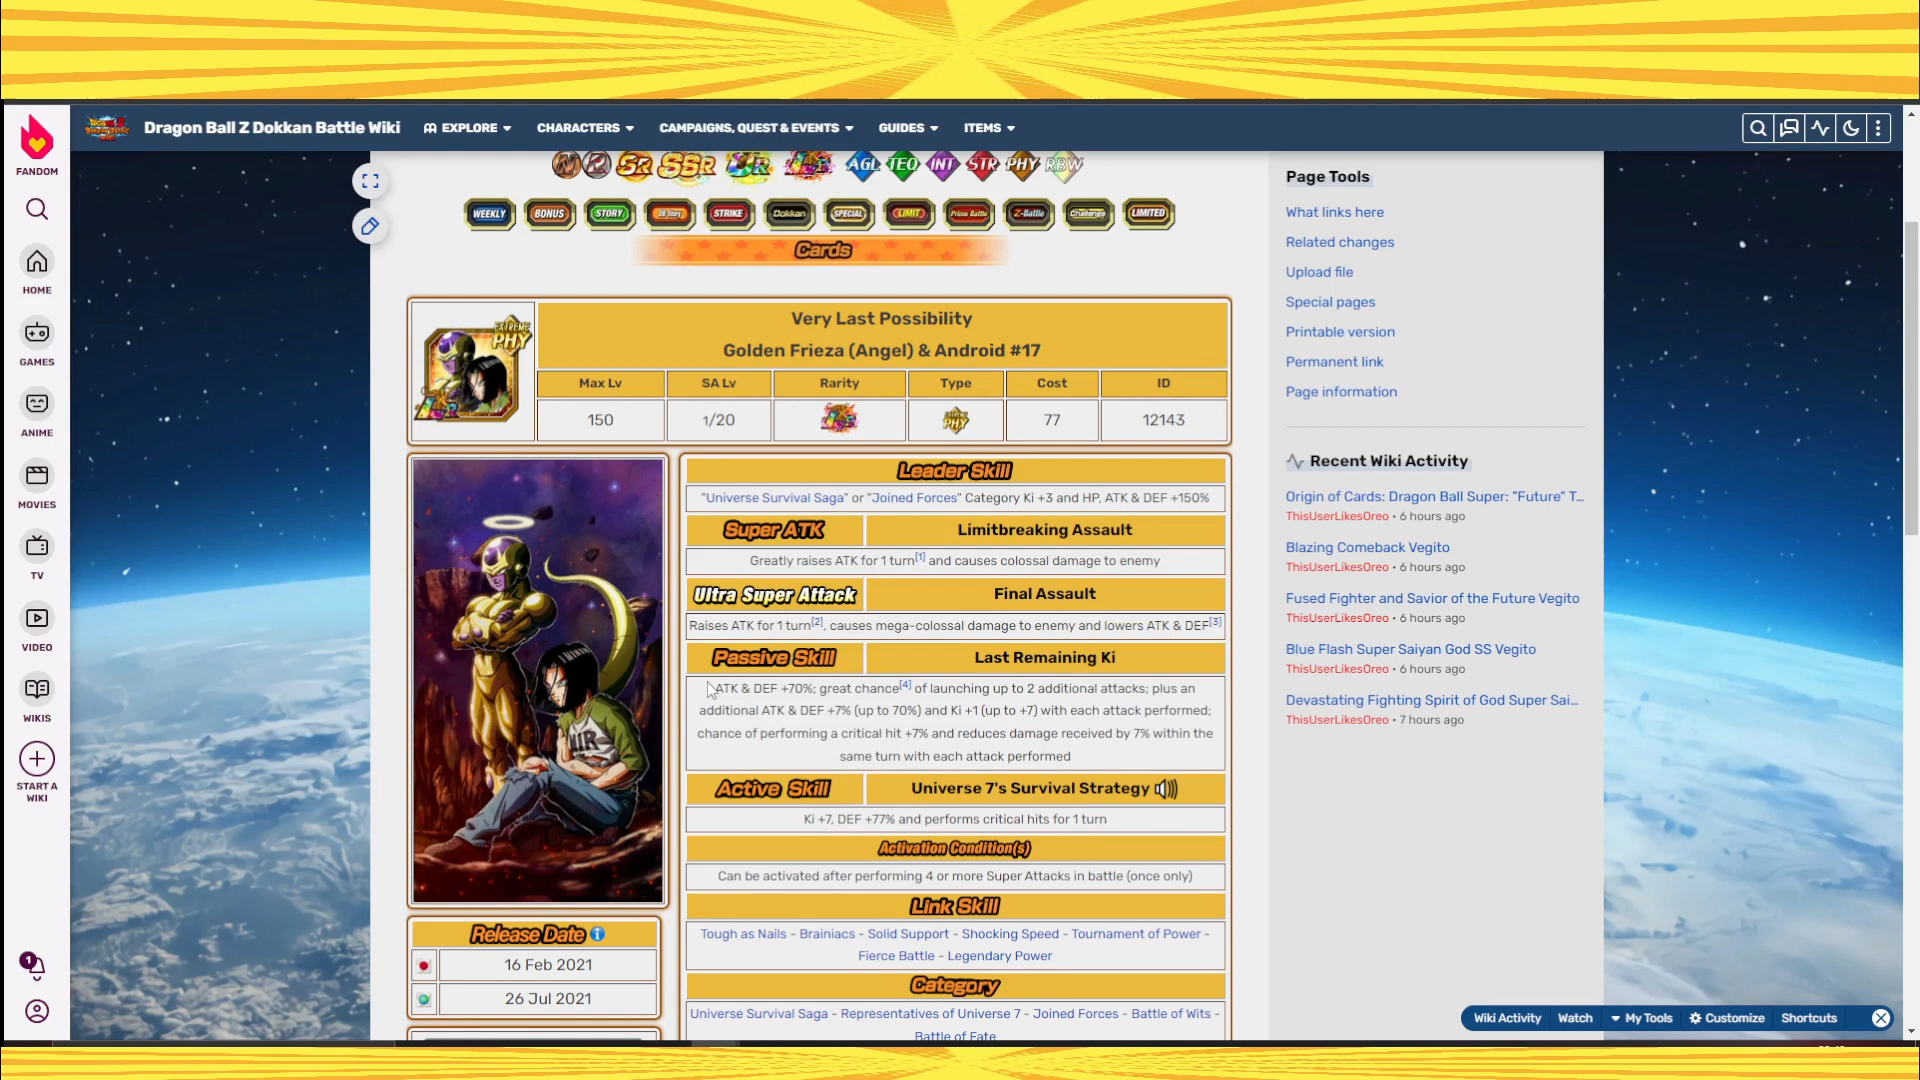 FANDOM
HOME
GAMES
ANIME
MOVIES
TV
VIDEO
WIKIS
START A
WIKI
1
Dragon Ball Z Dokkan Battle Wiki
EXPLORE
CHARACTERS
CAMPAIGNS, QUEST & EVENTS
GUIDES
ITEMS
N R SR SSR UR LR AGL TEQ INT STR PHY RBW
WEEKLY BONUS STORY DB Story STRIKE Dokkan SPECIAL LIMIT Prime Battle Z-Battle Challenge LIMITED
Cards
EXTREME
PHY
LR
Very Last Possibility
Golden Frieza (Angel) & Android #17
Max Lv SA Lv Rarity Type Cost ID
150 1/20 LR EXTREME PHY 77 12143
Leader Skill
"Universe Survival Saga" or "Joined Forces" Category Ki +3 and HP, ATK & DEF +150%
Super ATK Limitbreaking Assault
Greatly raises ATK for 1 turn[1] and causes colossal damage to enemy
Ultra Super Attack Final Assault
Raises ATK for 1 turn[2], causes mega-colossal damage to enemy and lowers ATK & DEF[3]
Passive Skill Last Remaining Ki
ATK & DEF +70%; great chance[4] of launching up to 2 additional attacks; plus an
additional ATK & DEF +7% (up to 70%) and Ki +1 (up to +7) with each attack performed;
chance of performing a critical hit +7% and reduces damage received by 7% within the
same turn with each attack performed
Active Skill Universe 7's Survival Strategy
Ki +7, DEF +77% and performs critical hits for 1 turn
Activation Condition(s)
Can be activated after performing 4 or more Super Attacks in battle (once only)
Link Skill
Tough as Nails - Brainiacs - Solid Support - Shocking Speed - Tournament of Power -
Fierce Battle - Legendary Power
Category
Universe Survival Saga - Representatives of Universe 7 - Joined Forces - Battle of Wits -
Battle of Fate
MIR
Release Date
16 Feb 2021
26 Jul 2021
Page Tools
What links here
Related changes
Upload file
Special pages
Printable version
Permanent link
Page information
Recent Wiki Activity
Origin of Cards: Dragon Ball Super: "Future" T...
ThisUserLikesOreo • 6 hours ago
Blazing Comeback Vegito
ThisUserLikesOreo • 6 hours ago
Fused Fighter and Savior of the Future Vegito
ThisUserLikesOreo • 6 hours ago
Blue Flash Super Saiyan God SS Vegito
ThisUserLikesOreo • 6 hours ago
Devastating Fighting Spirit of God Super Sai...
ThisUserLikesOreo • 7 hours ago
Wiki Activity Watch My Tools Customize Shortcuts